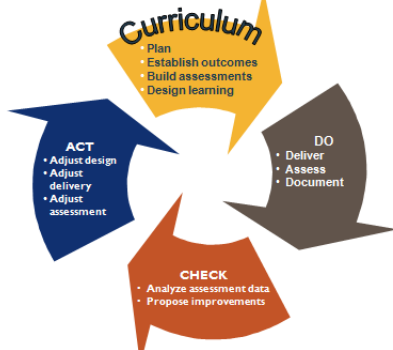 Curriculum
• Plan
• Establish outcomes
• Build assessments
• Design learning
DO
• Deliver
• Assess
• Document
CHECK
• Analyze assessment data
• Propose improvements
ACT
• Adjust design
• Adjust
delivery
• Adjust
assessment